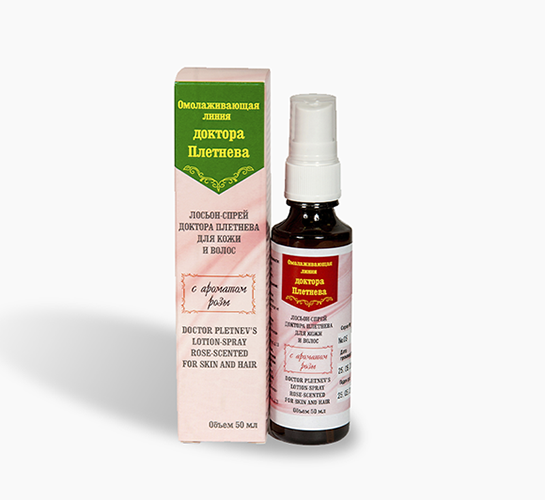 Омолаживающая
линия
доктора
Плетнева
ЛОСЬОН-СПРЕЙ
ДОКТОРА ПЛЕТНЕВА
ДЛЯ КОЖИ
И ВОЛОС
с ароматом
розы
DOCTOR PLETNEV'S
LOTION-SPRAY
ROSE-SCENTED
FOR SKIN AND HAIR
Объем 50 мл
Омолаживающая
линия
доктора
Плетнева
ЛОСЬОН-СПРЕЙ
ДОКТОРА ПЛЕТНЕВА
ДЛЯ КОЖИ
И ВОЛОС
с ароматом
розы
DOCTOR PLETNEV'S
LOTION-SPRAY
ROSE-SCENTED
FOR SKIN AND HAIR
Объем 50 мл